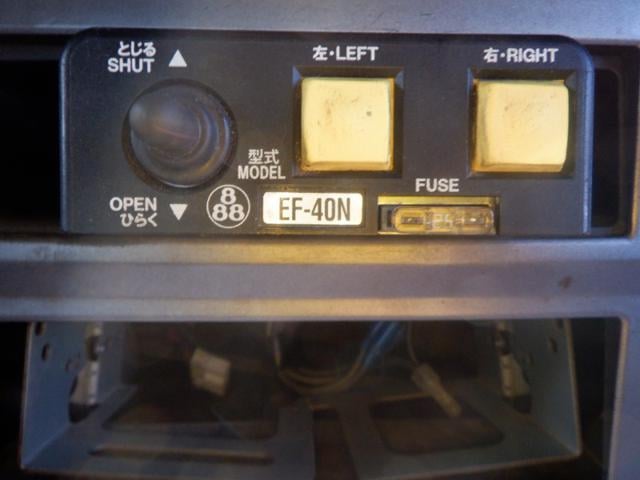 とじる
SHUT ▲
左・LEFT
右・RIGHT
型式
MODEL
OPEN ▼
ひらく
8
88
EF-40N
FUSE